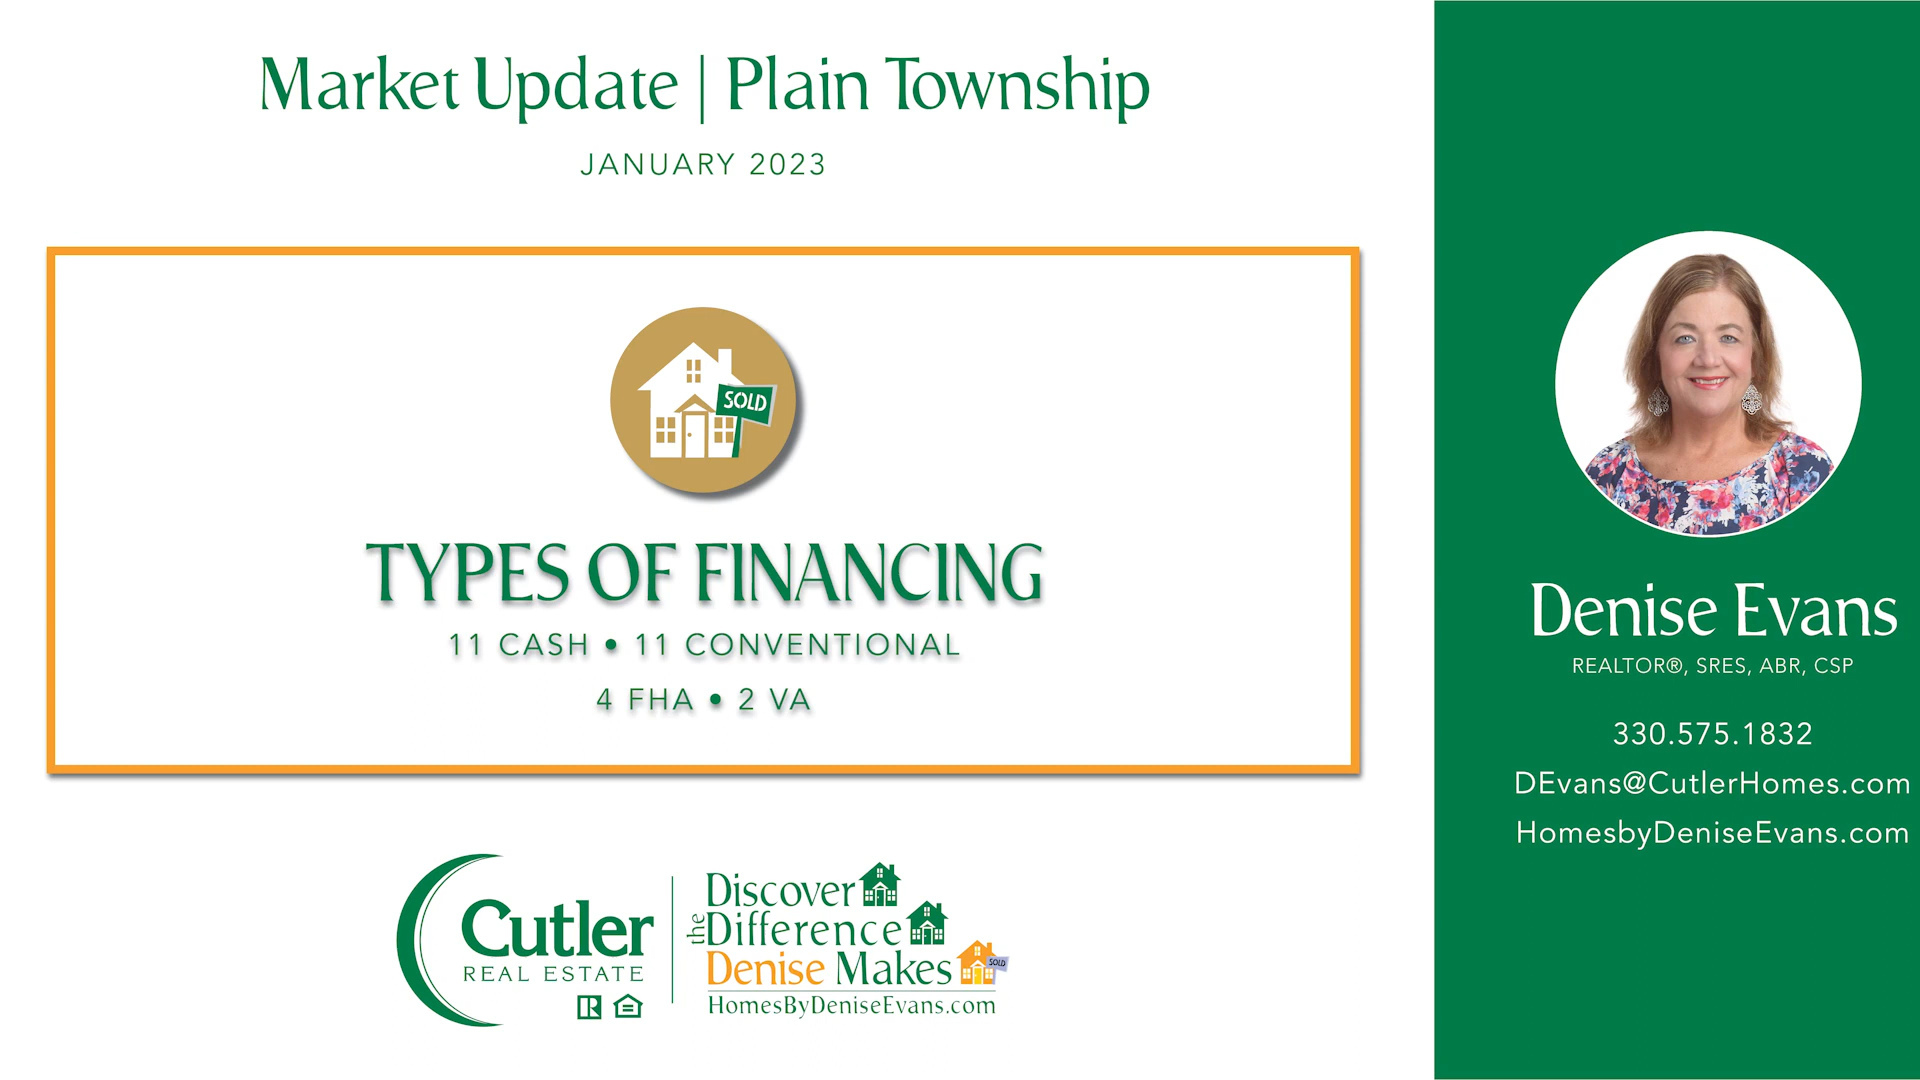 Market Update | Plain Township
JANUARY 2023
SOLD
TYPES OF FINANCING
11 CASH • 11 CONVENTIONAL
4 FHA • 2 VA
Cutler
REAL ESTATE
R
Discover
the Difference
Denise Makes
SOLD
HomesByDeniseEvans.com
Denise Evans
REALTOR®, SRES, ABR, CSP
330.575.1832
DEvans@CutlerHomes.com
HomesbyDeniseEvans.com